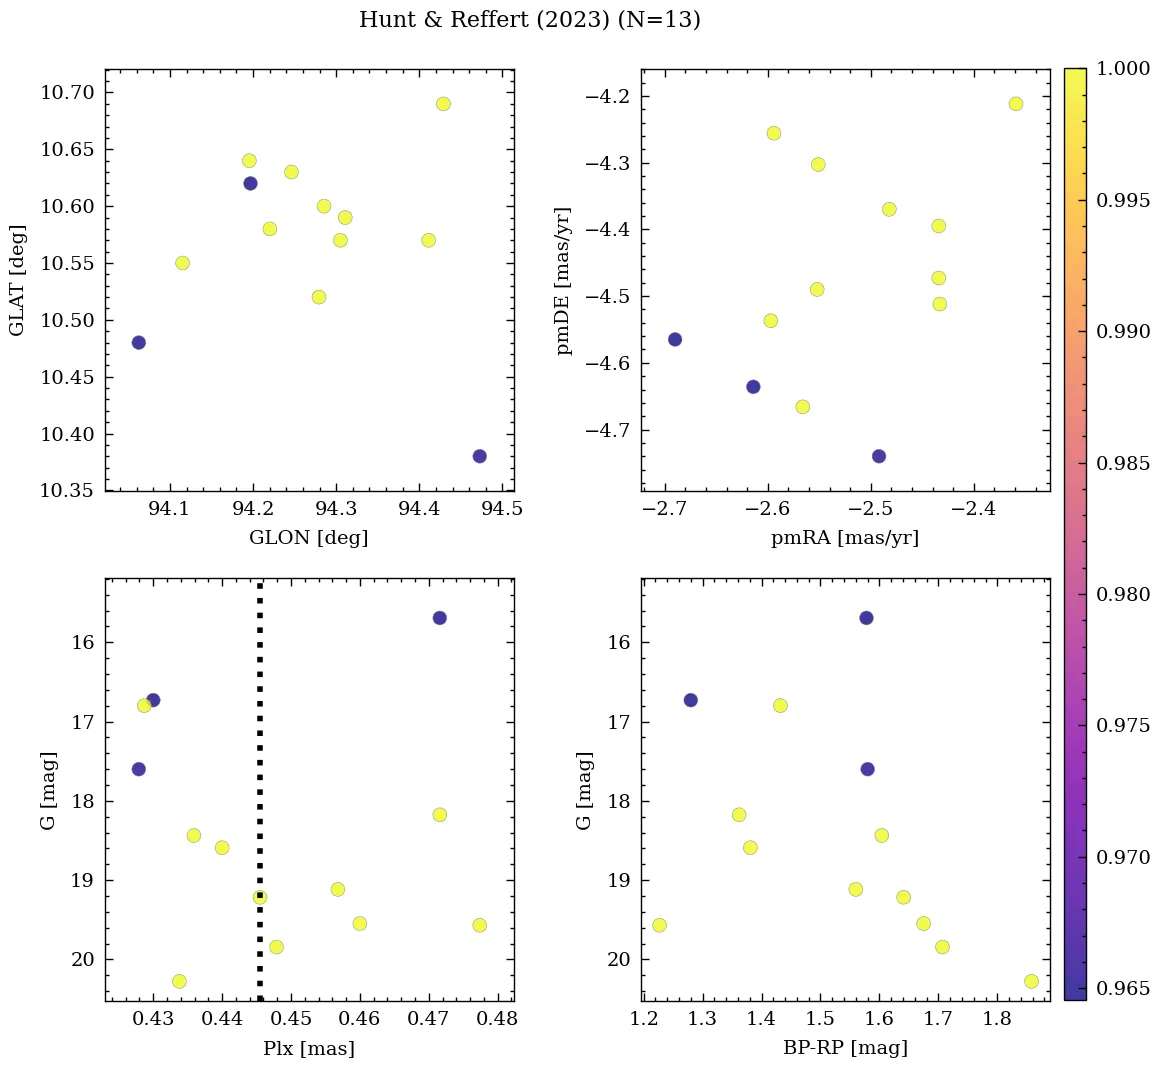 Hunt & Reffert (2023) (N=13)
10.70
10.65
10.60
10.55
10.50
10.45
10.40
10.35
GLAT [deg]
94.1 94.2 94.3 94.4 94.5
GLON [deg]
−4.2
−4.3
−4.4
−4.5
−4.6
−4.7
pmDE [mas/yr]
−2.7 −2.6 −2.5 −2.4
pmRA [mas/yr]
16
17
18
19
20
G [mag]
0.43 0.44 0.45 0.46 0.47 0.48
Plx [mas]
16
17
18
19
20
G [mag]
1.2 1.3 1.4 1.5 1.6 1.7 1.8
BP-RP [mag]
1.000
0.995
0.990
0.985
0.980
0.975
0.970
0.965